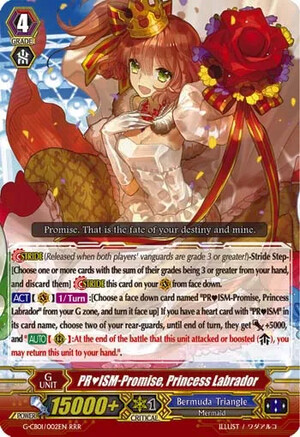 4
GRADE
Promise. That is the fate of your destiny and mine.
STRIDE (Released when both players' vanguards are grade 3 or greater!)-Stride Step-
[Choose one or more cards with the sum of their grades being 3 or greater from your hand,
and discard them] STRIDE this card on your from face down.
ACT 1/Turn :[Choose a face down card named "PR♥ISM-Promise, Princess
Labrador" from your G zone, and turn it face up] If you have a heart card with "PR♥ISM" in
its card name, choose two of your rear-guards, until end of turn, they get +5000,
and "AUTO :At the end of the battle that this unit attacked or boosted, you
may return this unit to your hand."
G
UNIT
PR♥ISM-Promise, Princess Labrador
POWER
15000+
1
CRITICAL
Bermuda Triangle
Mermaid
G-CB01/002EN RRR
ILLUST / ワダアルコ